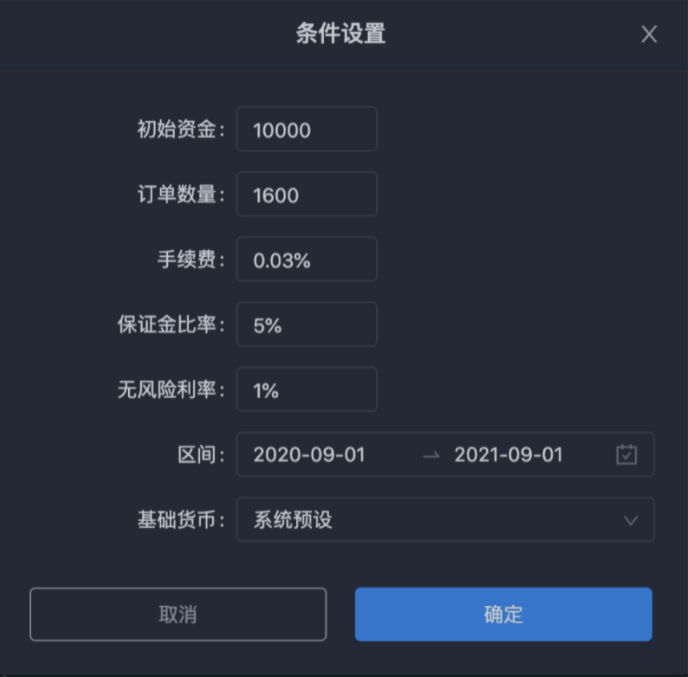 条件设置
初始资金: 10000
订单数量: 1600
手续费: 0.03%
保证金比率: 5%
无风险利率: 1%
区间: 2020-09-01 → 2021-09-01
基础货币: 系统预设
取消 确定